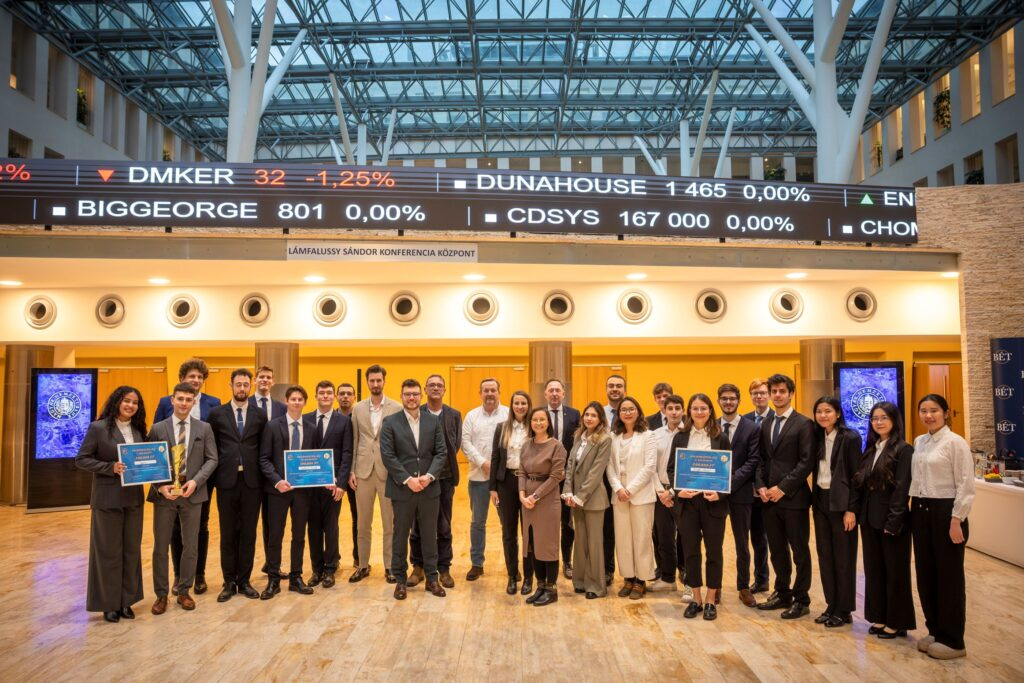 %
▼ DMKER 32 -1,25%
DUNAHOUSE 1 465 0,00%
▲ EN
BIGGEORGE 801 0,00%
CDSYS 167 000 0,00%
CHOM
LÁMFALUSSY SÁNDOR KONFERENCIA KÖZPONT
BÉT
BÉT
BÉT